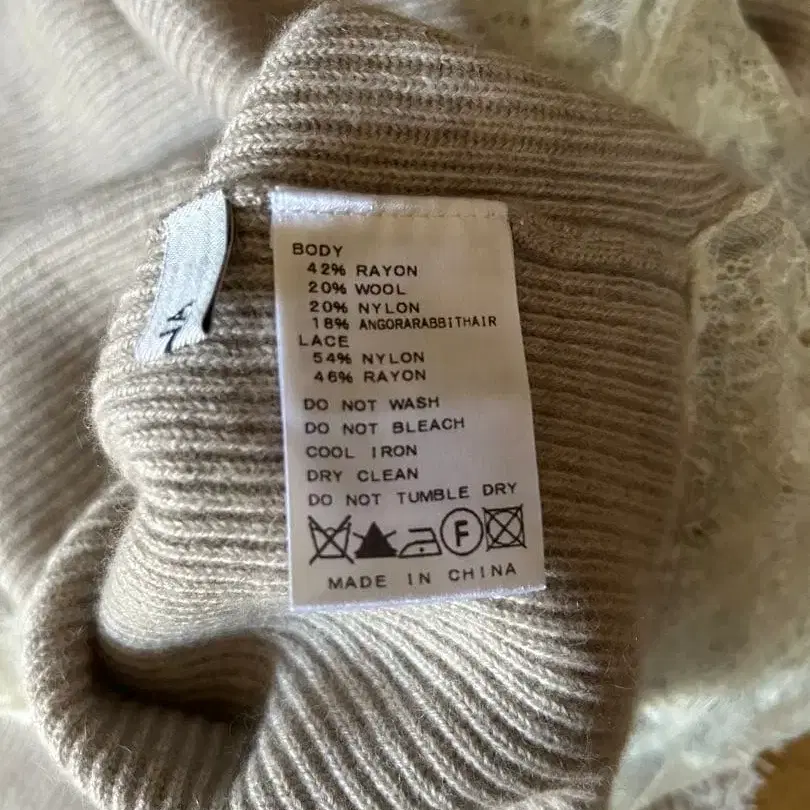 BODY
42% RAYON
20% WOOL
20% NYLON
18% ANGORARABBITHAIR
LACE
54% NYLON
46% RAYON
DO NOT WASH
DO NOT BLEACH
COOL IRON
DRY CLEAN
DO NOT TUMBLE DRY
F
MADE IN CHINA